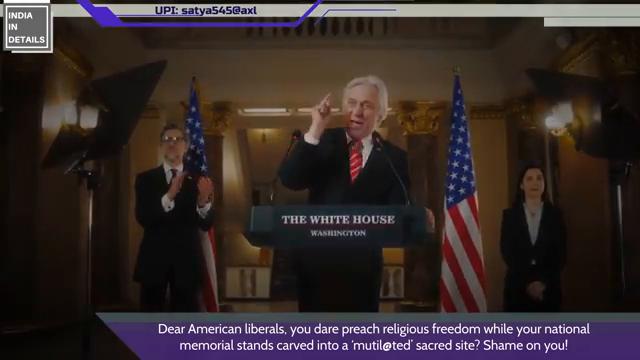 INDIA
IN
DETAILS
UPI: satya545@axl
THE WHITE HOUSE
WASHINGTON
Dear American liberals, you dare preach religious freedom while your national
memorial stands carved into a 'mutil@ted' sacred site? Shame on you!